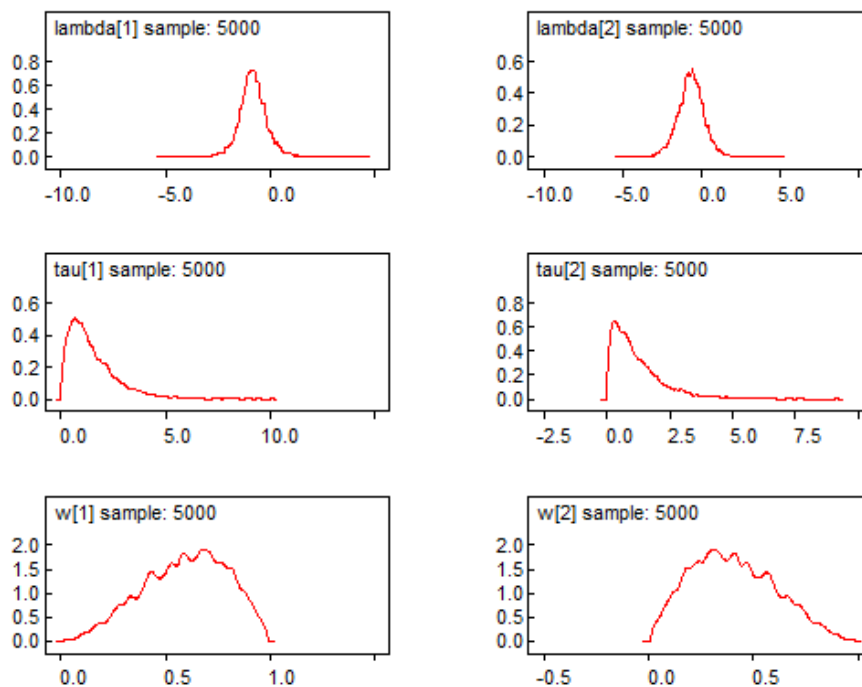 lambda[1] sample: 5000
0.8
0.6
0.4
0.2
0.0
-10.0 -5.0 0.0
lambda[2] sample: 5000
0.6
0.4
0.2
0.0
-10.0 -5.0 0.0 5.0
tau[1] sample: 5000
0.6
0.4
0.2
0.0
0.0 5.0 10.0
tau[2] sample: 5000
0.8
0.6
0.4
0.2
0.0
-2.5 0.0 2.5 5.0 7.5
w[1] sample: 5000
2.0
1.5
1.0
0.5
0.0
0.0 0.5 1.0
w[2] sample: 5000
2.0
1.5
1.0
0.5
0.0
-0.5 0.0 0.5